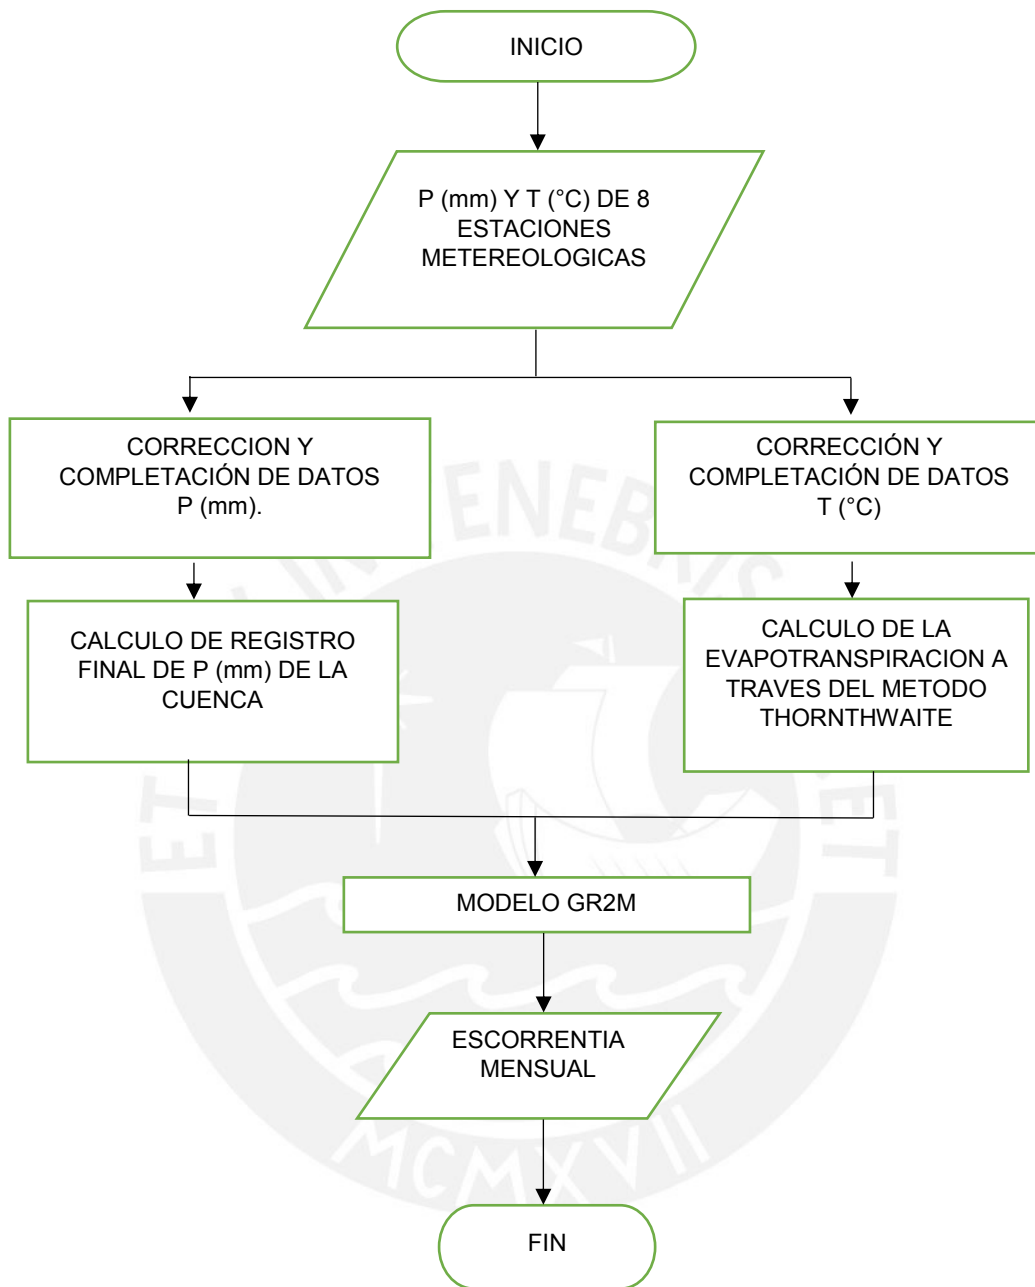 INICIO
P (mm) Y T (°C) DE 8
ESTACIONES
METEREOLOGICAS
CORRECCION Y
COMPLETACIÓN DE DATOS
P (mm).
CORRECCIÓN Y
COMPLETACIÓN DE DATOS
T (°C)
CALCULO DE REGISTRO
FINAL DE P (mm) DE LA
CUENCA
CALCULO DE LA
EVAPOTRANSPIRACION A
TRAVES DEL METODO
THORNTHWAITE
MODELO GR2M
ESCORRENTIA
MENSUAL
FIN
MCMXVII